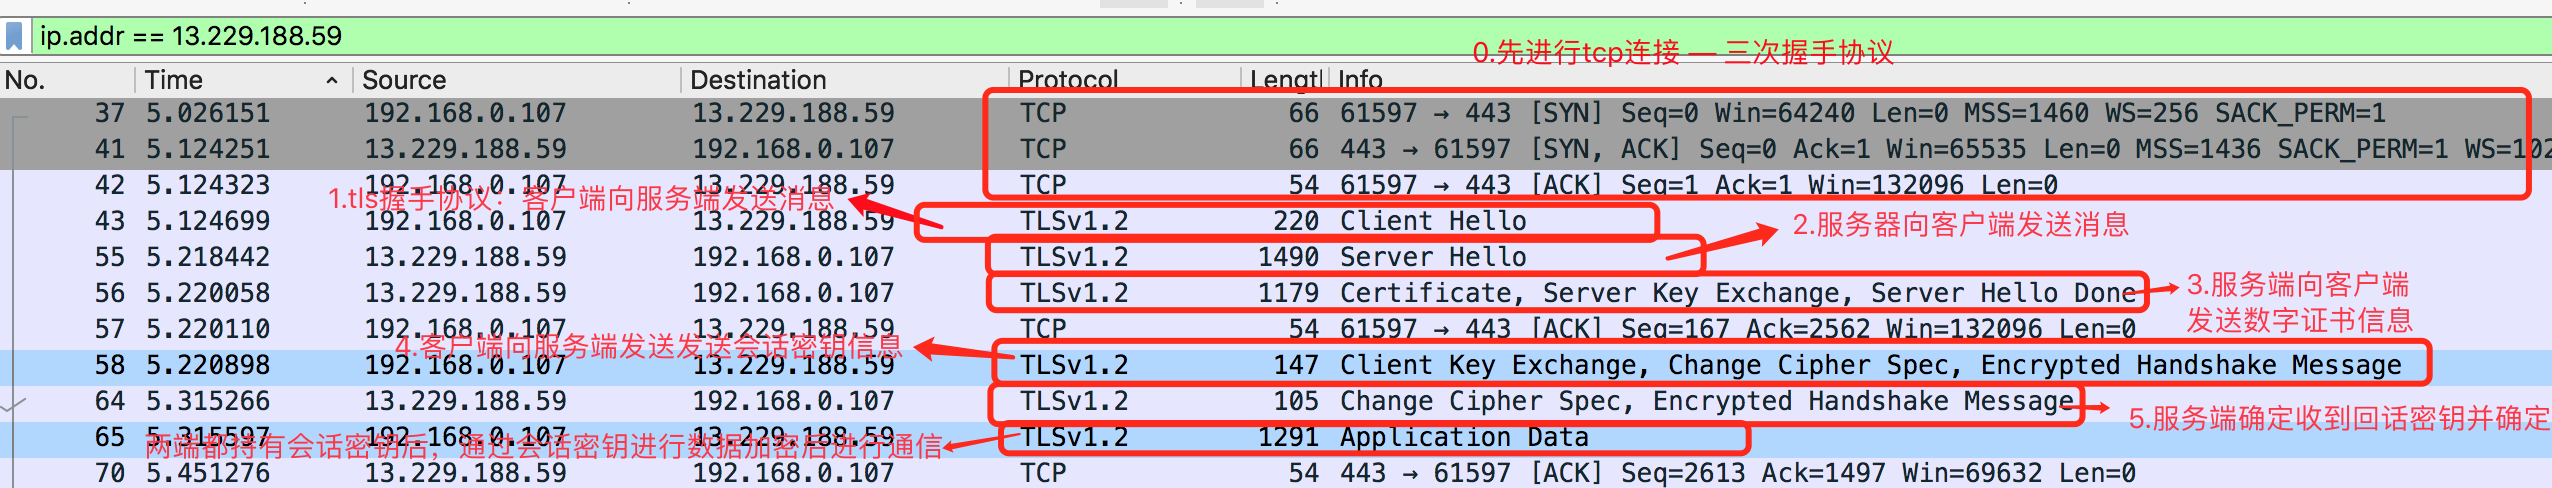 ip.addr == 13.229.188.59
0.先进行tcp连接 — 三次握手协议
No. Time Source Destination Protocol Lengtl Info
37 5.026151 192.168.0.107 13.229.188.59 TCP 66 61597 → 443 [SYN] Seq=0 Win=64240 Len=0 MSS=1460 WS=256 SACK_PERM=1
41 5.124251 13.229.188.59 192.168.0.107 TCP 66 443 → 61597 [SYN, ACK] Seq=0 Ack=1 Win=65535 Len=0 MSS=1436 SACK_PERM=1 WS=102
42 5.124323 192.168.0.107 13.229.188.59 TCP 54 61597 → 443 [ACK] Seq=1 Ack=1 Win=132096 Len=0
1.tls握手协议：客户端向服务端发送消息
43 5.124699 192.168.0.107 13.229.188.59 TLSv1.2 220 Client Hello
2.服务器向客户端发送消息
55 5.218442 13.229.188.59 192.168.0.107 TLSv1.2 1490 Server Hello
56 5.220058 13.229.188.59 192.168.0.107 TLSv1.2 1179 Certificate, Server Key Exchange, Server Hello Done
3.服务端向客户端
发送数字证书信息
57 5.220110 192.168.0.107 13.229.188.59 TCP 54 61597 → 443 [ACK] Seq=167 Ack=2562 Win=132096 Len=0
4.客户端向服务端发送发送会话密钥信息
58 5.220898 192.168.0.107 13.229.188.59 TLSv1.2 147 Client Key Exchange, Change Cipher Spec, Encrypted Handshake Message
64 5.315266 13.229.188.59 192.168.0.107 TLSv1.2 105 Change Cipher Spec, Encrypted Handshake Message
5.服务端确定收到回话密钥并确定
65 5.315597 192.168.0.107 13.229.188.59 TLSv1.2 1291 Application Data
两端都持有会话密钥后，通过会话密钥进行数据加密后进行通信
70 5.451276 13.229.188.59 192.168.0.107 TCP 54 443 → 61597 [ACK] Seq=2613 Ack=1497 Win=69632 Len=0